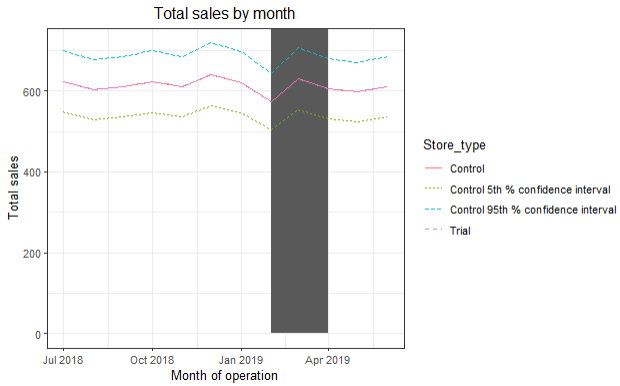 Total sales by month
Total sales
600
400
200
0
Jul 2018
Oct 2018
Jan 2019
Apr 2019
Month of operation
Store_type
Control
Control 5th % confidence interval
Control 95th % confidence interval
Trial